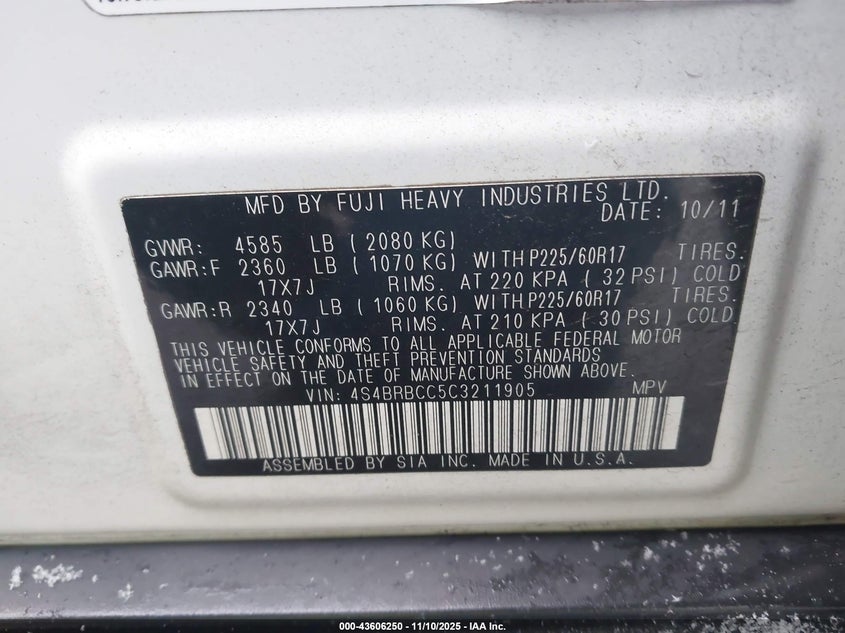 MFD BY FUJI HEAVY INDUSTRIES LTD.
DATE: 10/11
GVWR: 4585 LB ( 2080 KG)
GAWR:F 2360 LB ( 1070 KG) WITH P225/60R17 TIRES.
17X7J RIMS. AT 220 KPA ( 32 PSI) COLD
GAWR:R 2340 LB ( 1060 KG) WITH P225/60R17 TIRES.
17X7J RIMS. AT 210 KPA ( 30 PSI) COLD
THIS VEHICLE CONFORMS TO ALL APPLICABLE FEDERAL MOTOR
VEHICLE SAFETY AND THEFT PREVENTION STANDARDS
IN EFFECT ON THE DATE OF MANUFACTURE SHOWN ABOVE.
VIN: 4S4BRBCC5C3211905 MPV
ASSEMBLED BY SIA INC. MADE IN U.S.A.
000-43606250 - 11/10/2025 - IAA Inc.